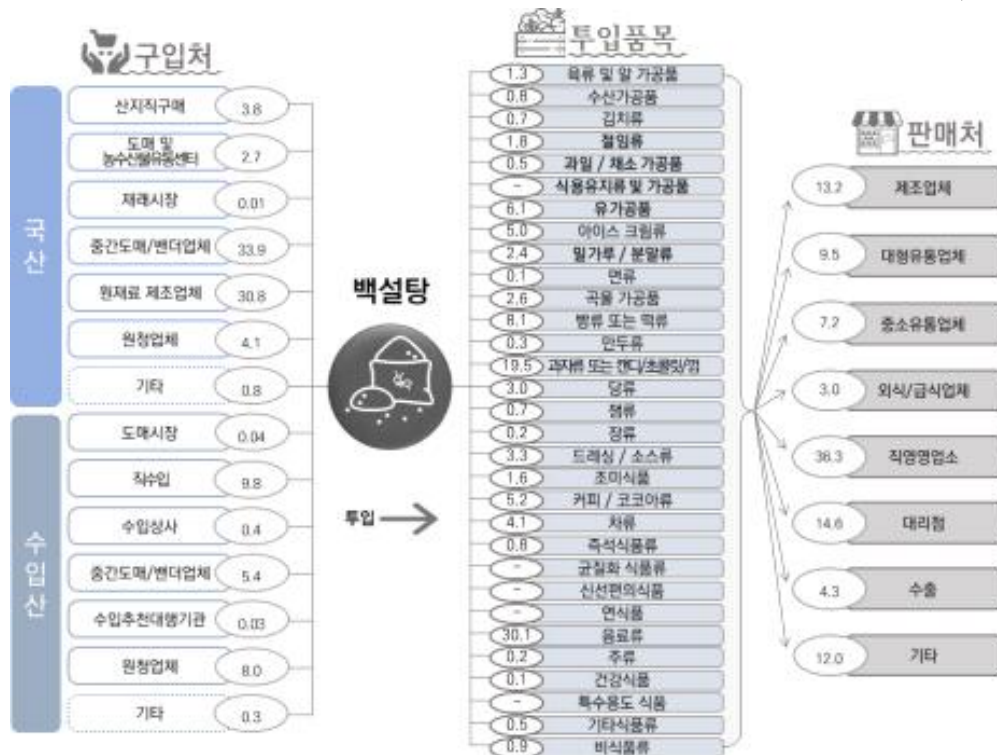 구입처
국산
산지직구매 3.8
도매 및
농수산물유통센터 2.7
재래시장 0.01
중간도매/밴더업체 33.9
원재료 제조업체 30.8
원청업체 4.1
기타 0.8
수입산
도매시장 0.04
직수입 9.8
수입상사 0.4
중간도매/밴더업체 5.4
수입추천대행기관 0.03
원청업체 8.0
기타 0.3
백설탕
투입
투입품목
1.3 육류 및 알 가공품
0.8 수산가공품
0.7 김치류
1.8 절임류
0.5 과일 / 채소 가공품
- 식용유지류 및 가공품
6.1 유가공품
5.0 아이스 크림류
2.4 밀가루 / 분말류
0.1 면류
2.6 곡물 가공품
8.1 빵류 또는 떡류
0.3 만두류
19.5 과자류 또는 캔디/초콜릿/껌
3.0 당류
0.7 잼류
0.2 장류
3.3 드레싱 / 소스류
1.6 조미식품
5.2 커피 / 코코아류
4.1 차류
0.8 즉석식품류
- 균질화 식품류
- 신선편의식품
- 연식품
30.1 음료류
0.2 주류
0.1 건강식품
- 특수용도 식품
0.5 기타식품류
0.9 비식품류
판매처
13.2 제조업체
9.5 대형유통업체
7.2 중소유통업체
3.0 외식/급식업체
36.3 직영영업소
14.6 대리점
4.3 수출
12.0 기타